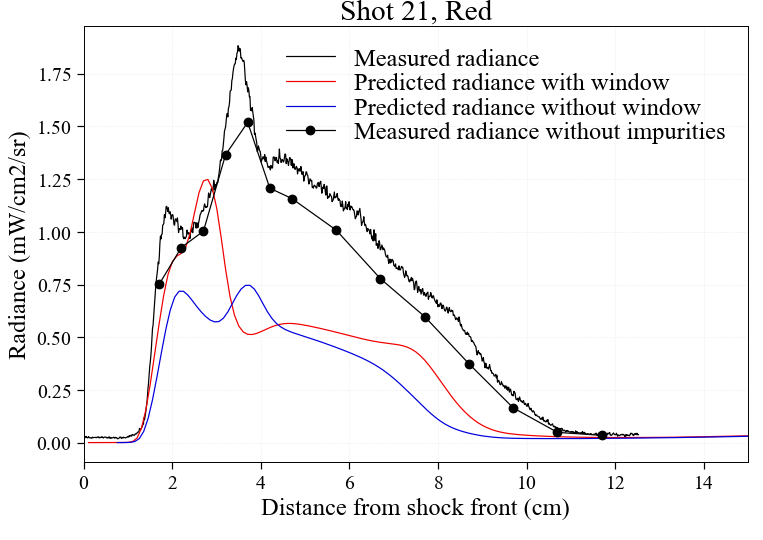 Shot 21, Red
Measured radiance
Predicted radiance with window
Predicted radiance without window
Measured radiance without impurities
Radiance (mW/cm2/sr)
1.75
1.50
1.25
1.00
0.75
0.50
0.25
0.00
0 2 4 6 8 10 12 14
Distance from shock front (cm)